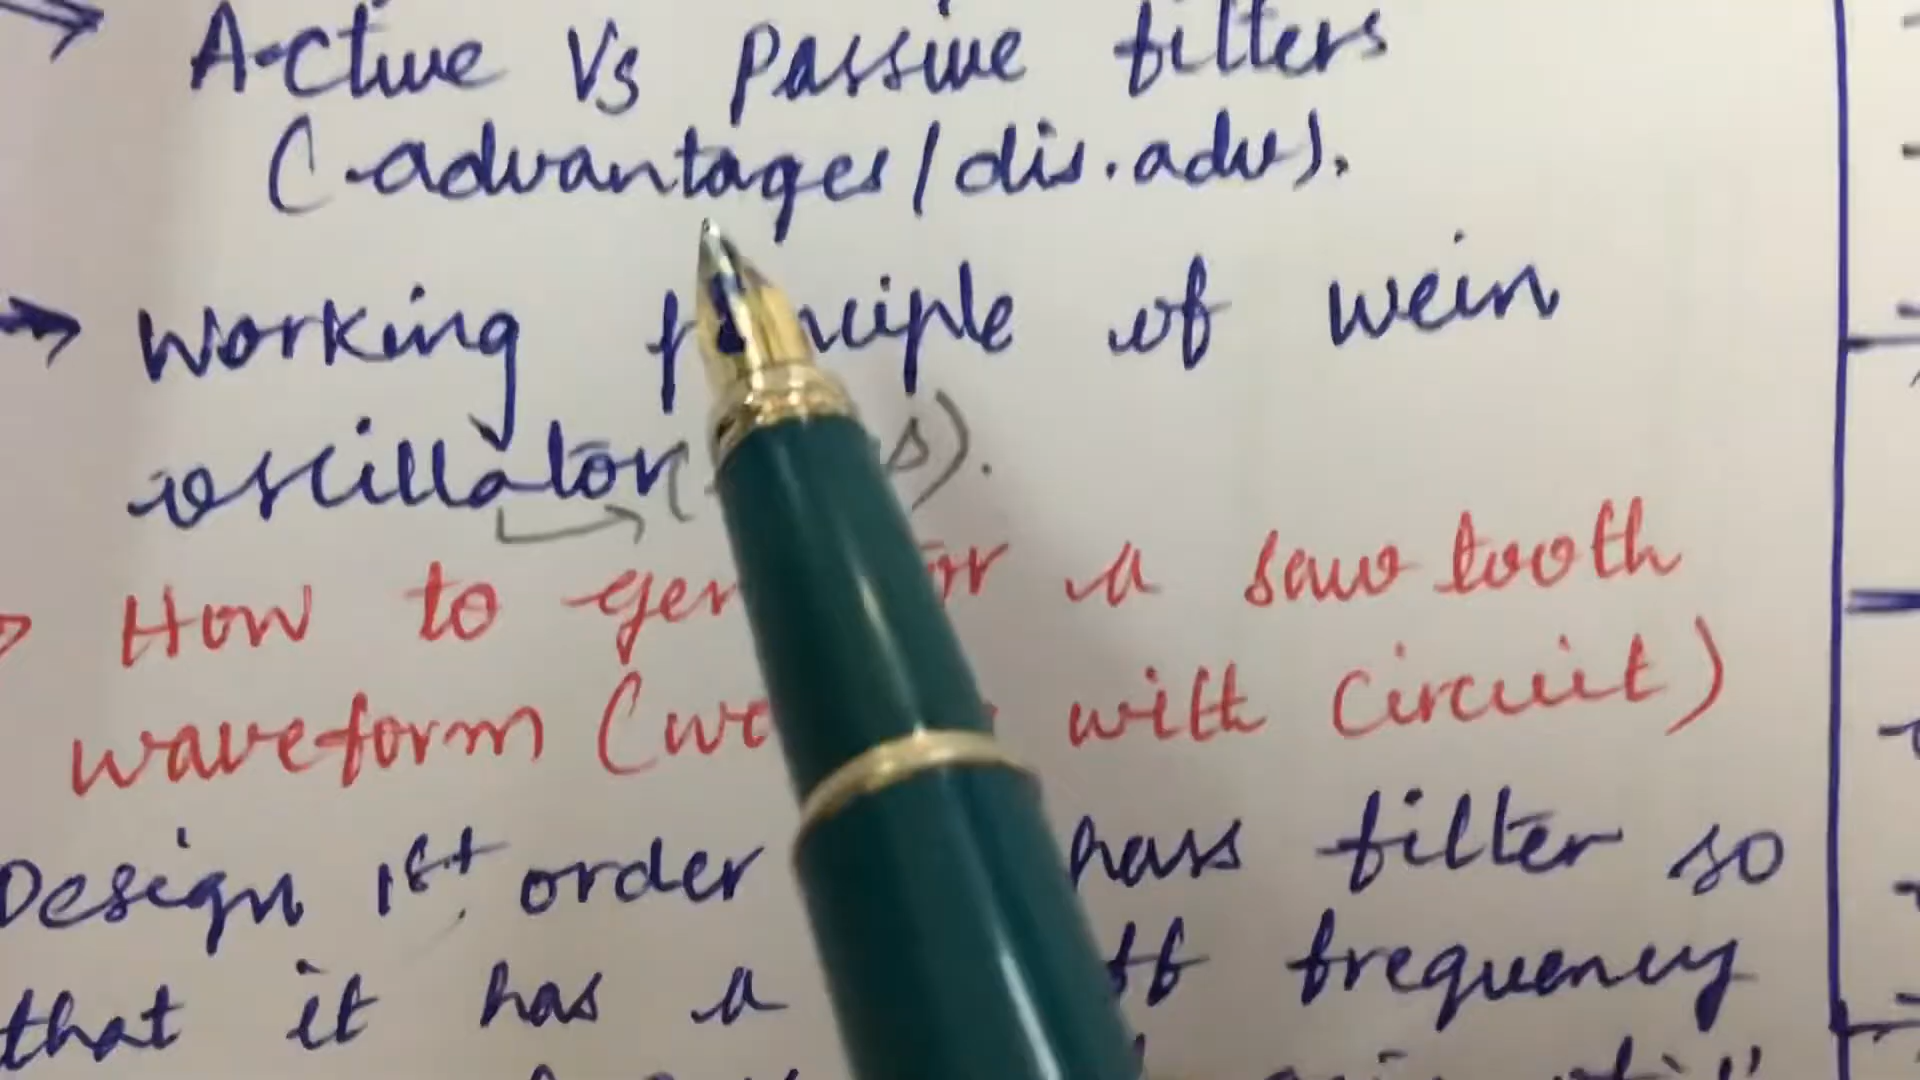 Active Vs Passive filters
(advantages/dis.adv).
Working of wein
oscillator
How to a saw tooth
waveform ( with circuit)
Design 1st order pass filter so
that it has a frequency